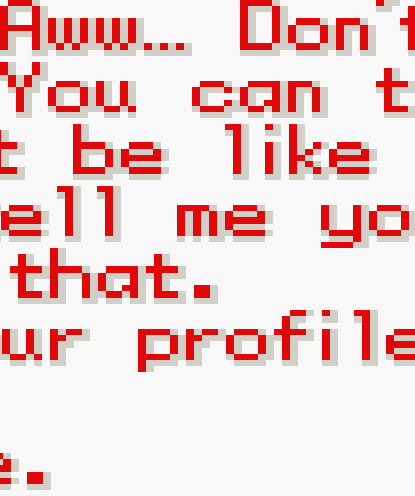 Aww… Don't
You can t
be like
ell me yo
that.
ur profile
.